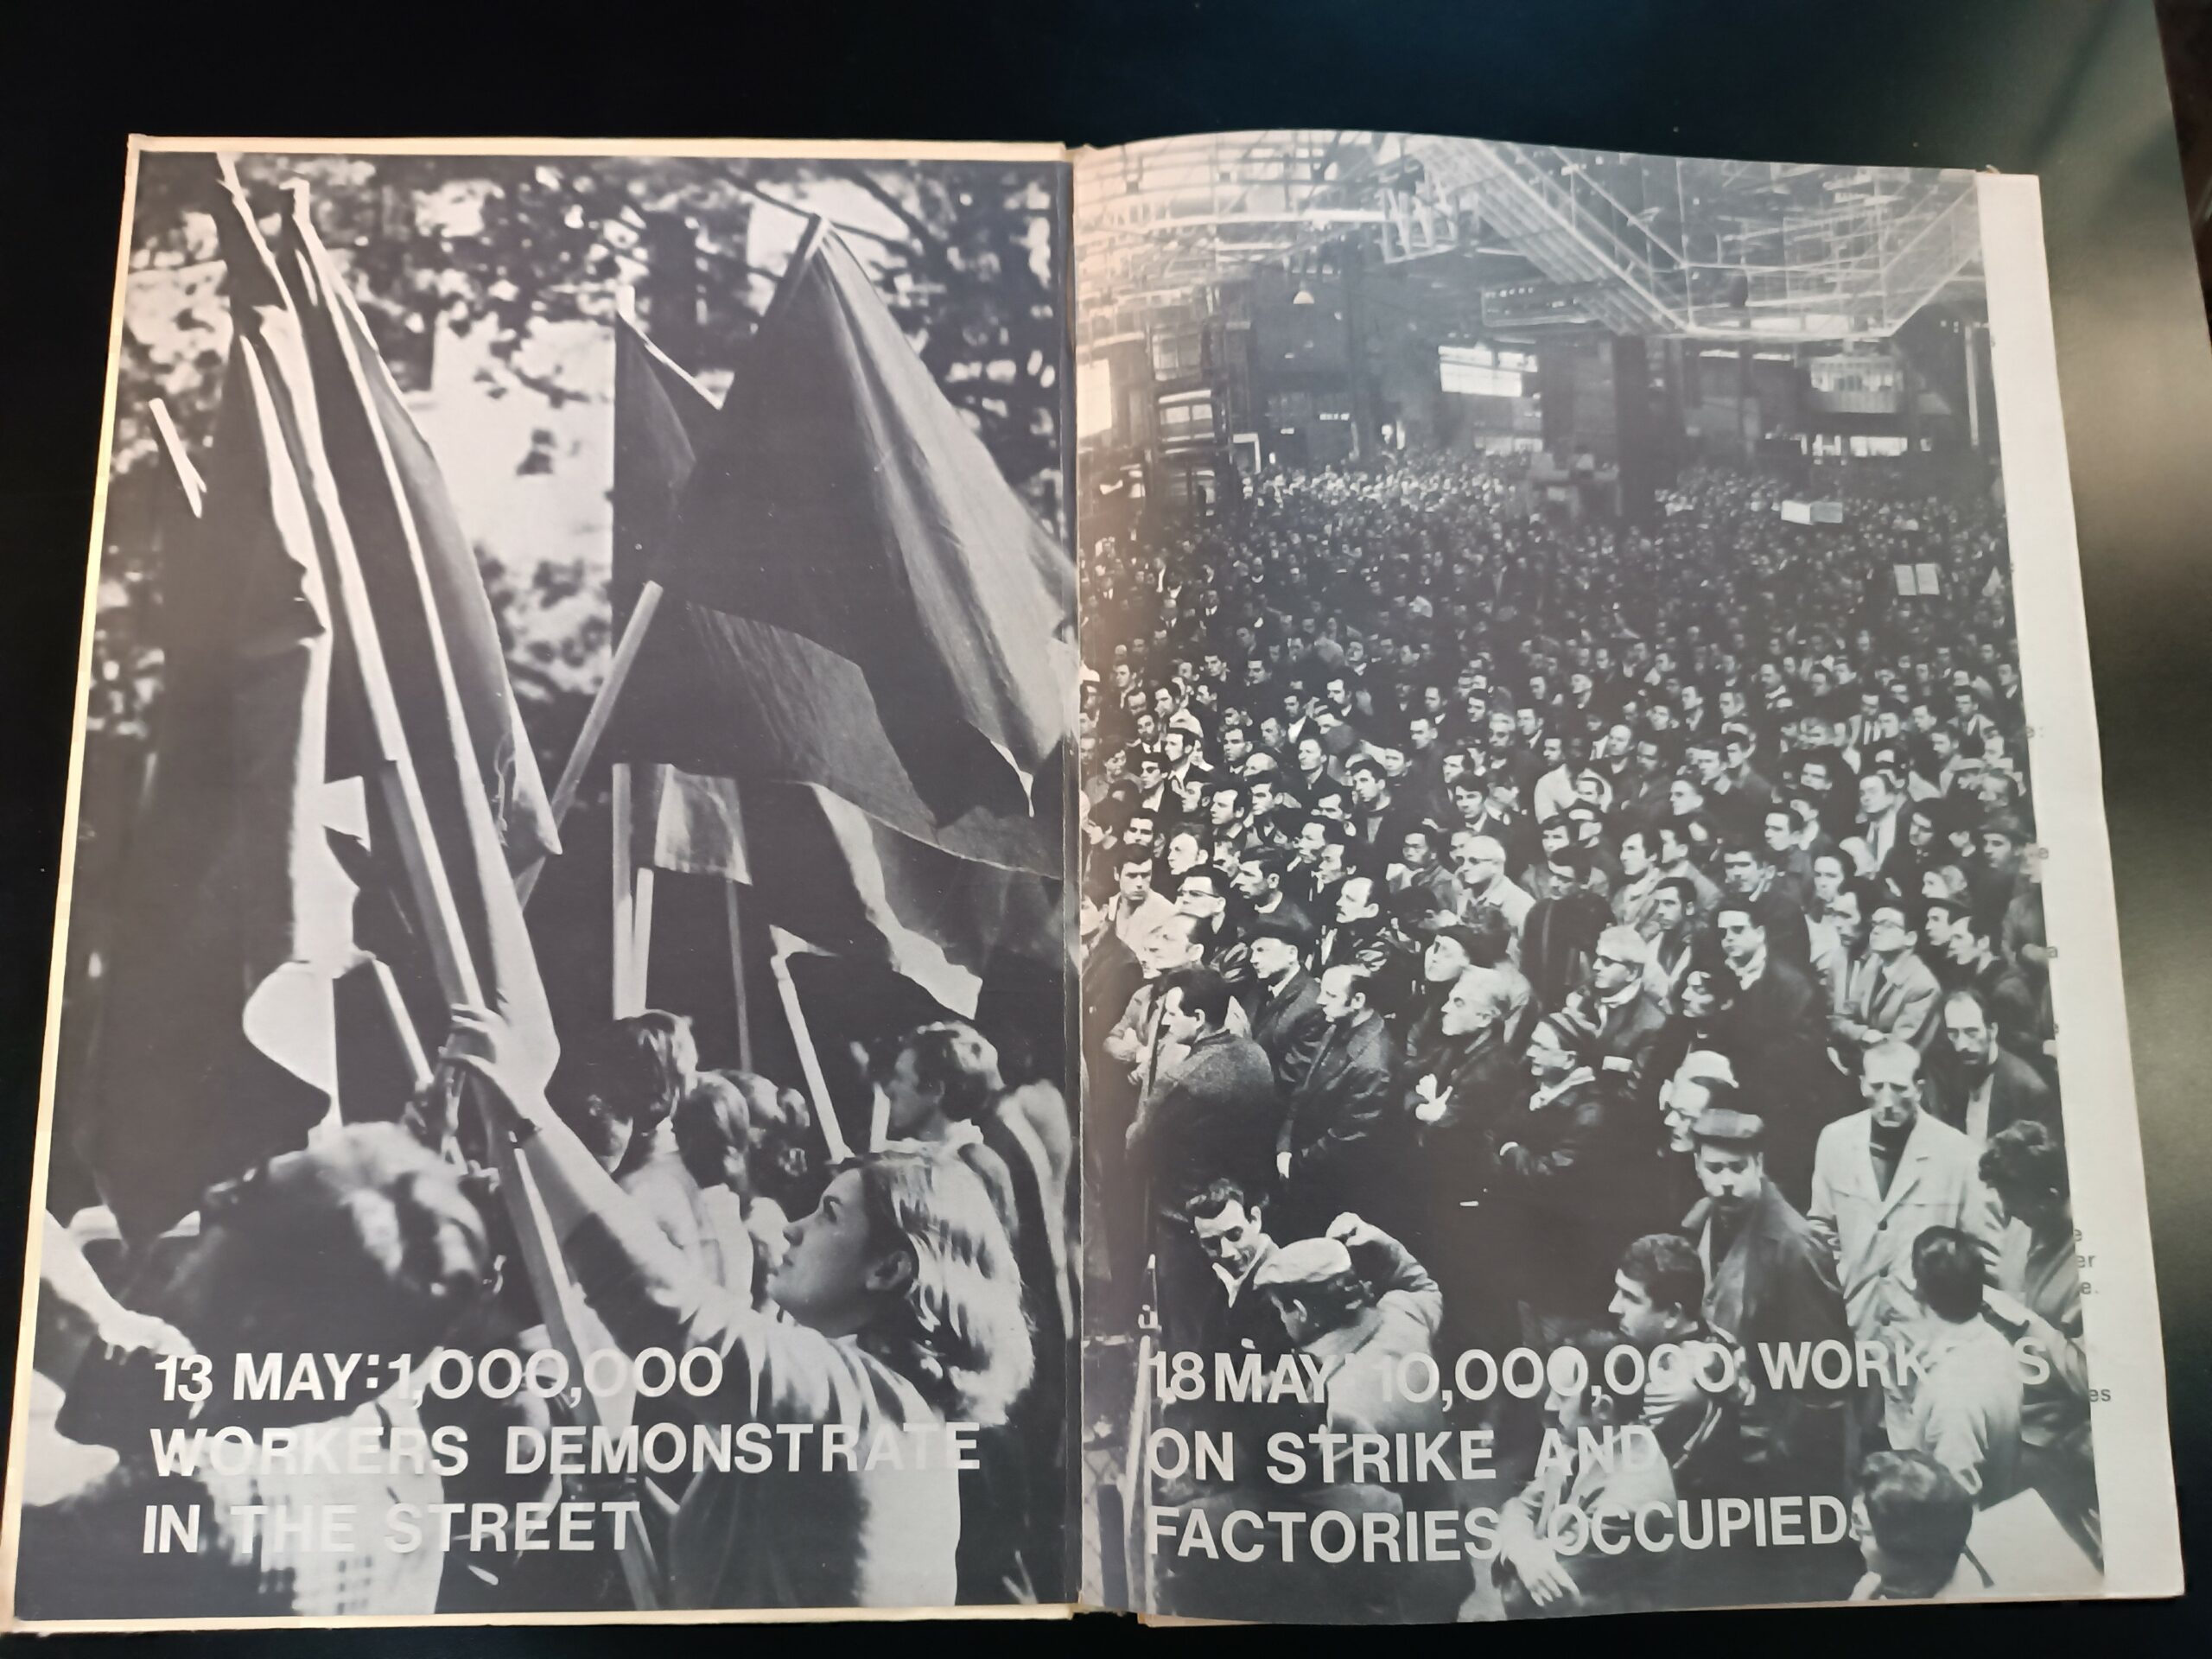 13 MAY: 1,000,000
WORKERS DEMONSTRATE
IN THE STREET
18 MAY 10,000,000 WORKERS
ON STRIKE AND
FACTORIES OCCUPIED